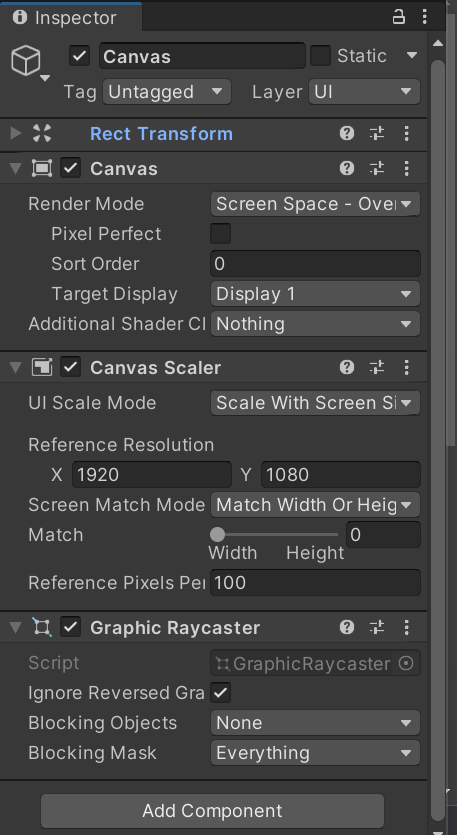 Inspector
Canvas Static
Tag Untagged Layer UI
Rect Transform
Canvas
Render Mode Screen Space - Over
Pixel Perfect
Sort Order 0
Target Display Display 1
Additional Shader Cl Nothing
Canvas Scaler
UI Scale Mode Scale With Screen Si
Reference Resolution
X 1920 Y 1080
Screen Match Mode Match Width Or Heig
Match 0
Width Height
Reference Pixels Per 100
Graphic Raycaster
Script GraphicRaycaster
Ignore Reversed Gra
Blocking Objects None
Blocking Mask Everything
Add Component